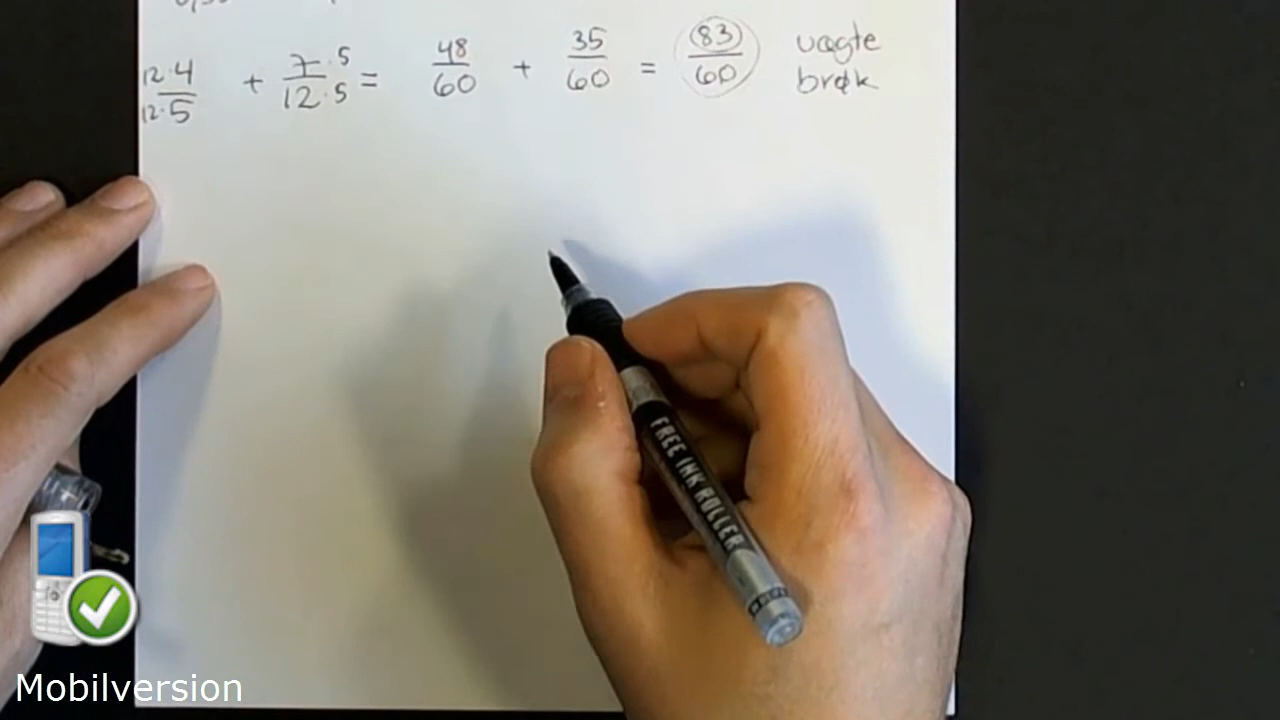 12·4/12·5 + 7·5/12·5 = 48/60 + 35/60 = 83/60 uægte
brøk
FREE INK ROLLER
Mobilversion